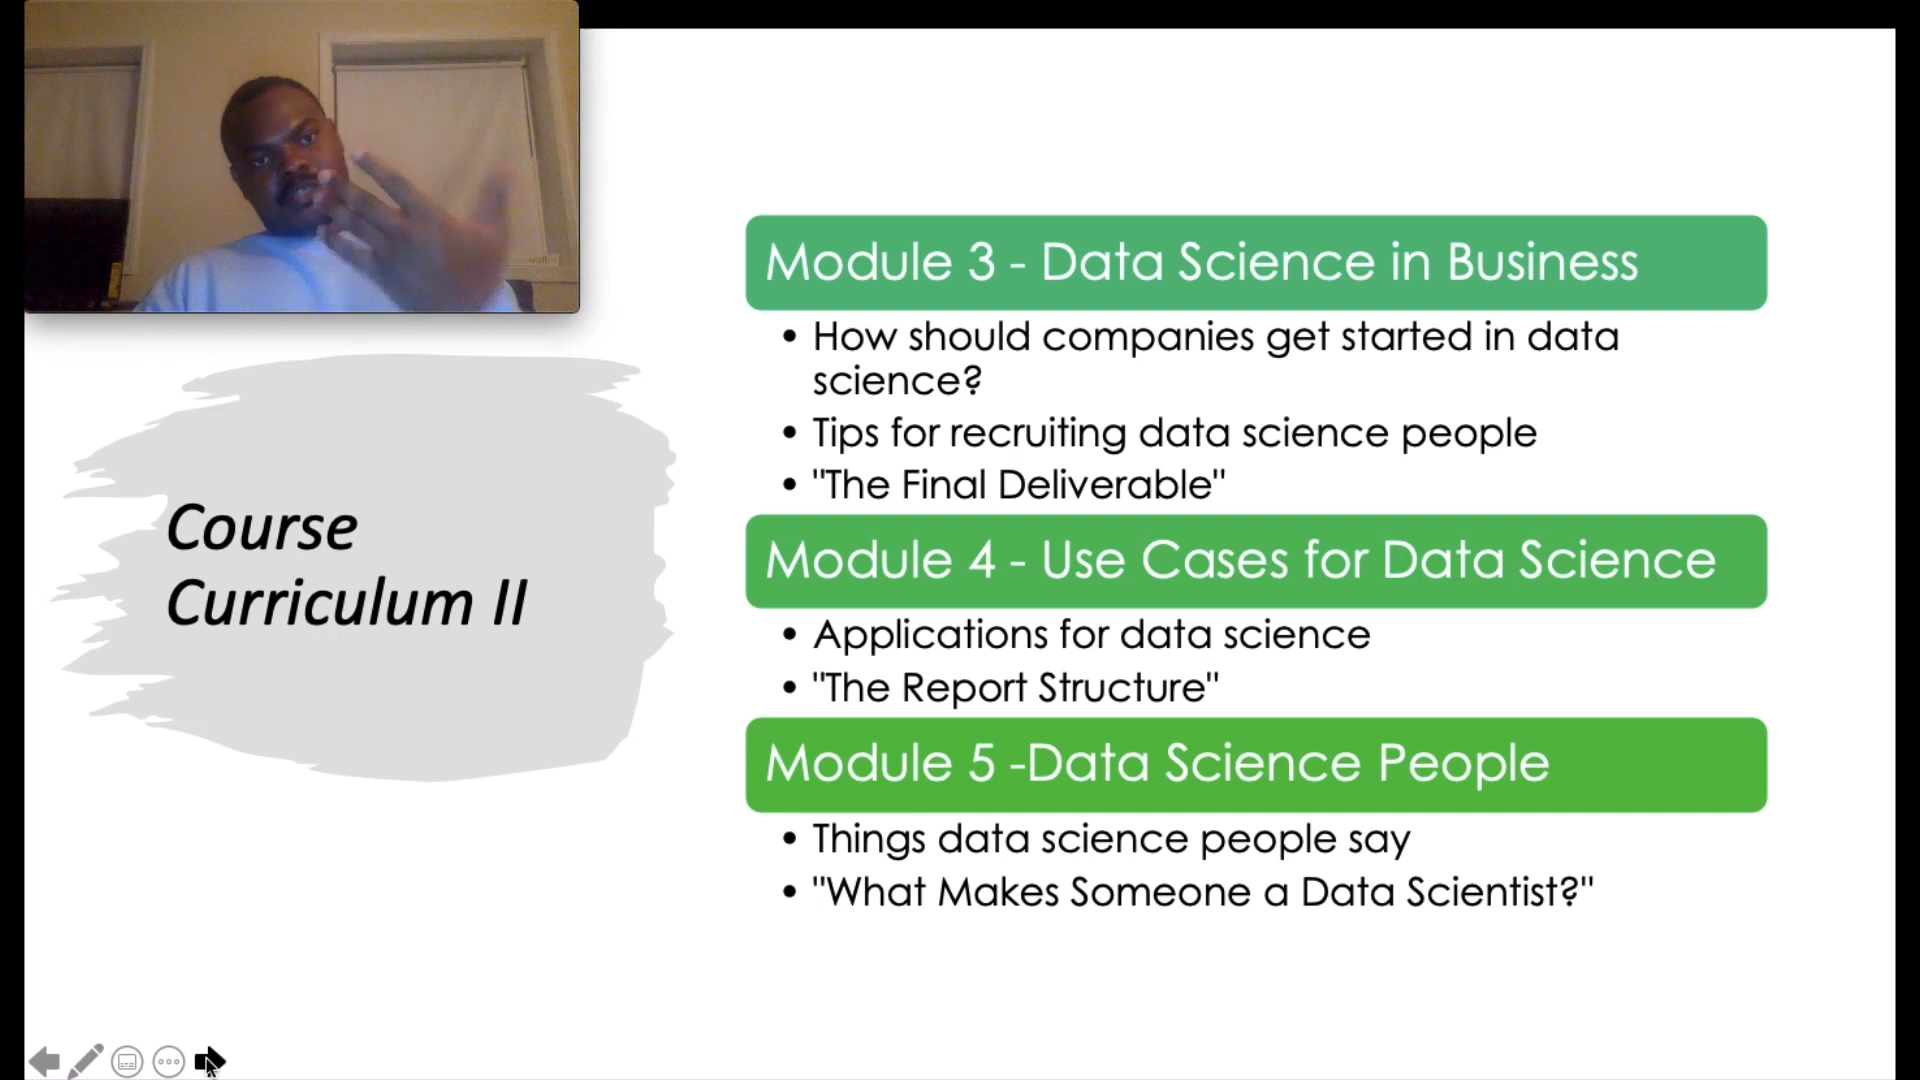 Course
Curriculum II
Module 3 - Data Science in Business
• How should companies get started in data
science?
• Tips for recruiting data science people
• "The Final Deliverable"
Module 4 - Use Cases for Data Science
• Applications for data science
• "The Report Structure"
Module 5 -Data Science People
• Things data science people say
• "What Makes Someone a Data Scientist?"